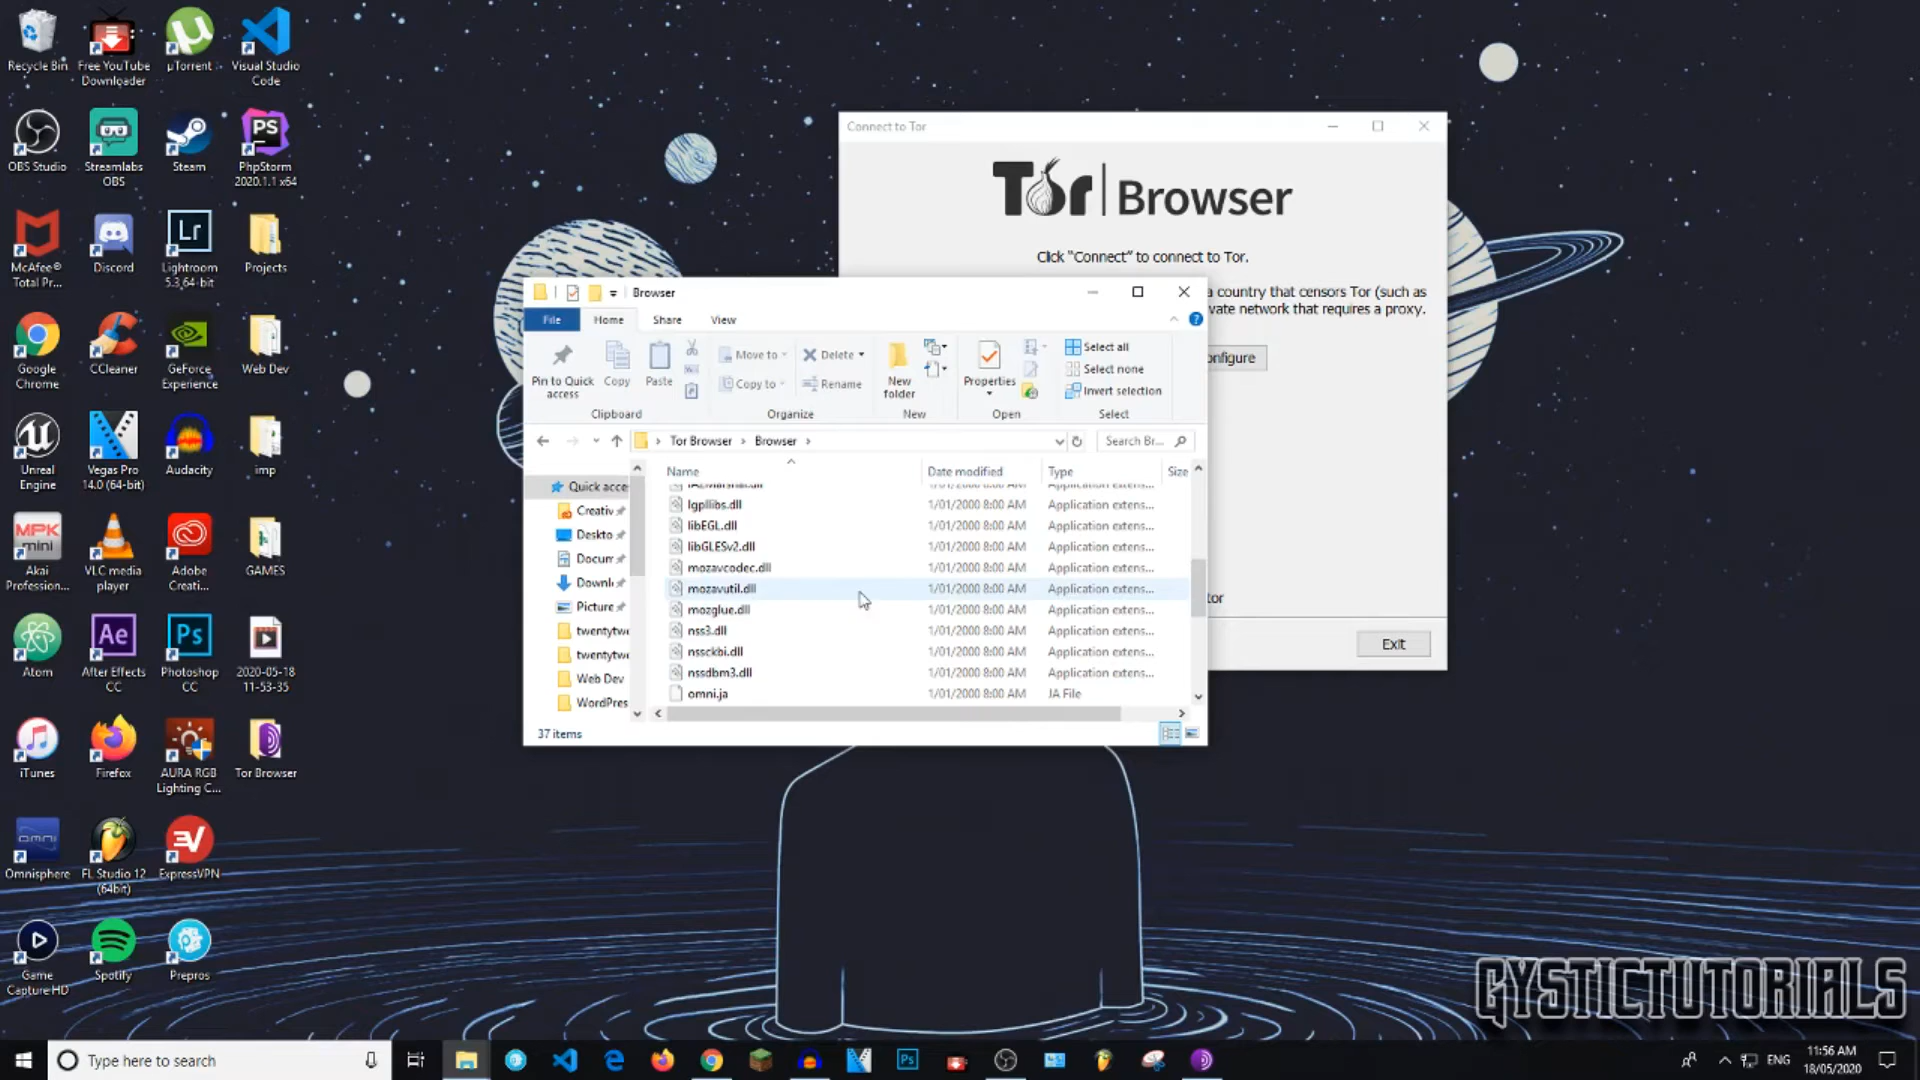 Recycle Bin
Free YouTube
Downloader
µTorrent
Visual Studio
Code
OBS Studio
Streamlabs
OBS
Steam
PS
PhpStorm
2020.1.1 x64
McAfee®
Total Pr...
Discord
Lr
Lightroom
5.3 64-bit
Projects
Google
Chrome
CCleaner
GeForce
Experience
Web Dev
Unreal
Engine
Vegas Pro
14.0 (64-bit)
Audacity
imp
MPK
mini
Akai
Profession...
VLC media
player
Adobe
Creati...
GAMES
Atom
Ae
After Effects
CC
Ps
Photoshop
CC
2020-05-18
11-53-35
iTunes
Firefox
AURA RGB
Lighting C...
Tor Browser
Omnisphere
FL Studio 12
(64bit)
ExpressVPN
Game
Capture HD
Spotify
Prepros
Connect to Tor
Tor Browser
Click "Connect" to connect to Tor.
a country that censors Tor (such as
vate network that requires a proxy.
onfigure
tor
Exit
Browser
File
Home
Share
View
Pin to Quick
access
Copy
Paste
Move to
Copy to
Delete
Rename
New
folder
Properties
Select all
Select none
Invert selection
Clipboard
Organize
New
Open
Select
Tor Browser
Browser
Search Br...
Name
Date modified
Type
Size
Quick acce
Creativ
Deskto
Docum
Downl
Picture
twentytw
twentytw
Web Dev
WordPres
lgpllibs.dll 1/01/2000 8:00 AM Application extens...
libEGL.dll 1/01/2000 8:00 AM Application extens...
libGLESv2.dll 1/01/2000 8:00 AM Application extens...
mozavcodec.dll 1/01/2000 8:00 AM Application extens...
mozavutil.dll 1/01/2000 8:00 AM Application extens...
mozglue.dll 1/01/2000 8:00 AM Application extens...
nss3.dll 1/01/2000 8:00 AM Application extens...
nssckbi.dll 1/01/2000 8:00 AM Application extens...
nssdbm3.dll 1/01/2000 8:00 AM Application extens...
omni.ja 1/01/2000 8:00 AM JA File
37 items
GYSTICTUTORIALS
Type here to search
ENG
11:56 AM
18/05/2020